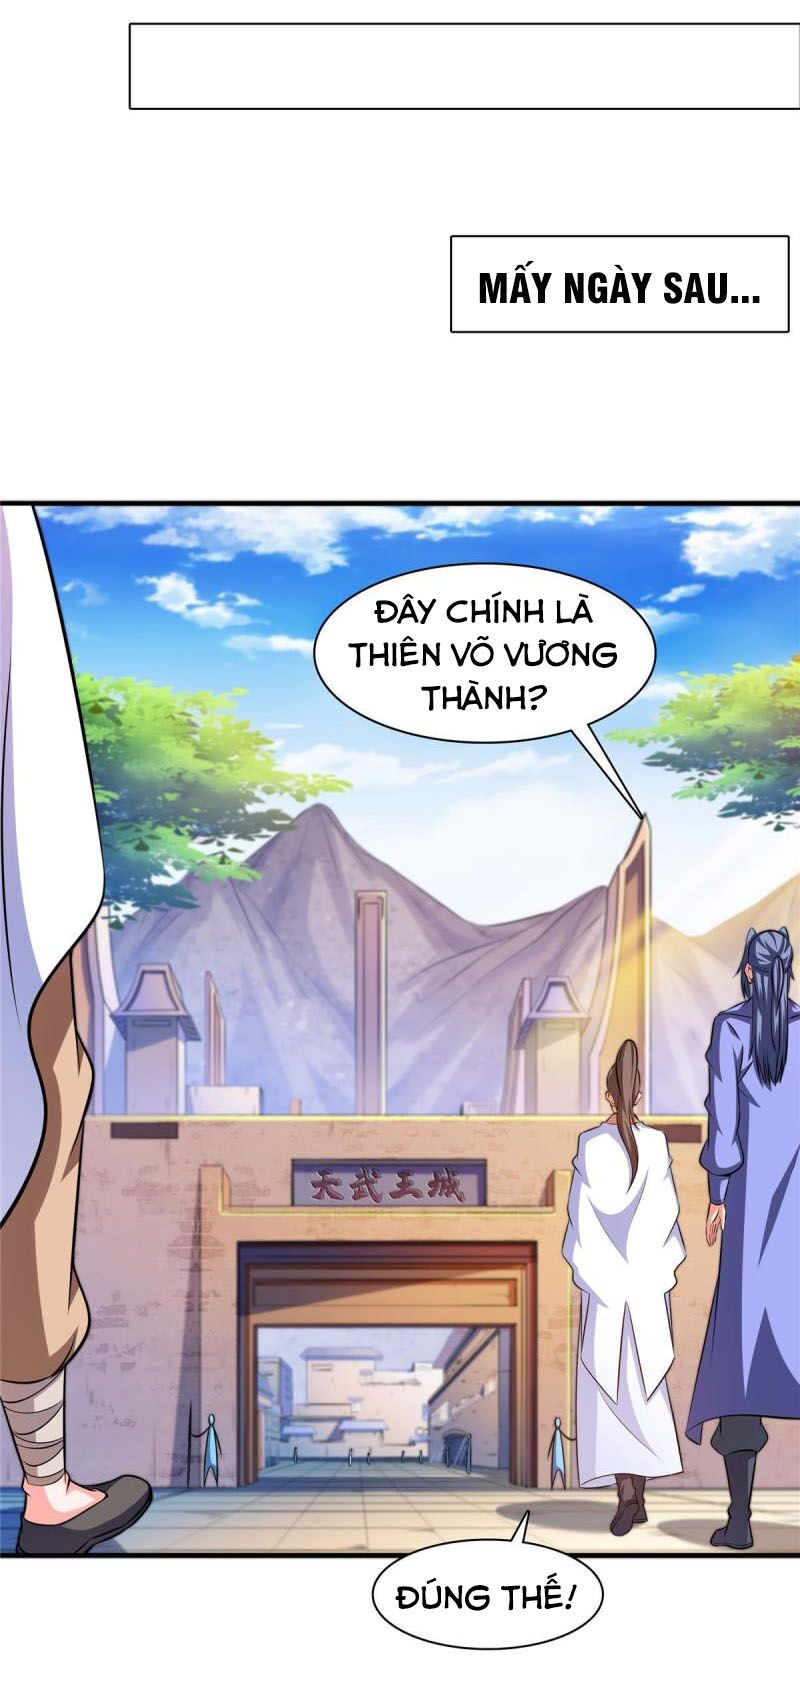 MẤY NGÀY SAU...
ĐÂY CHÍNH LÀ
THIÊN VÕ VƯƠNG
THÀNH?
天武王城
ĐÚNG THẾ!